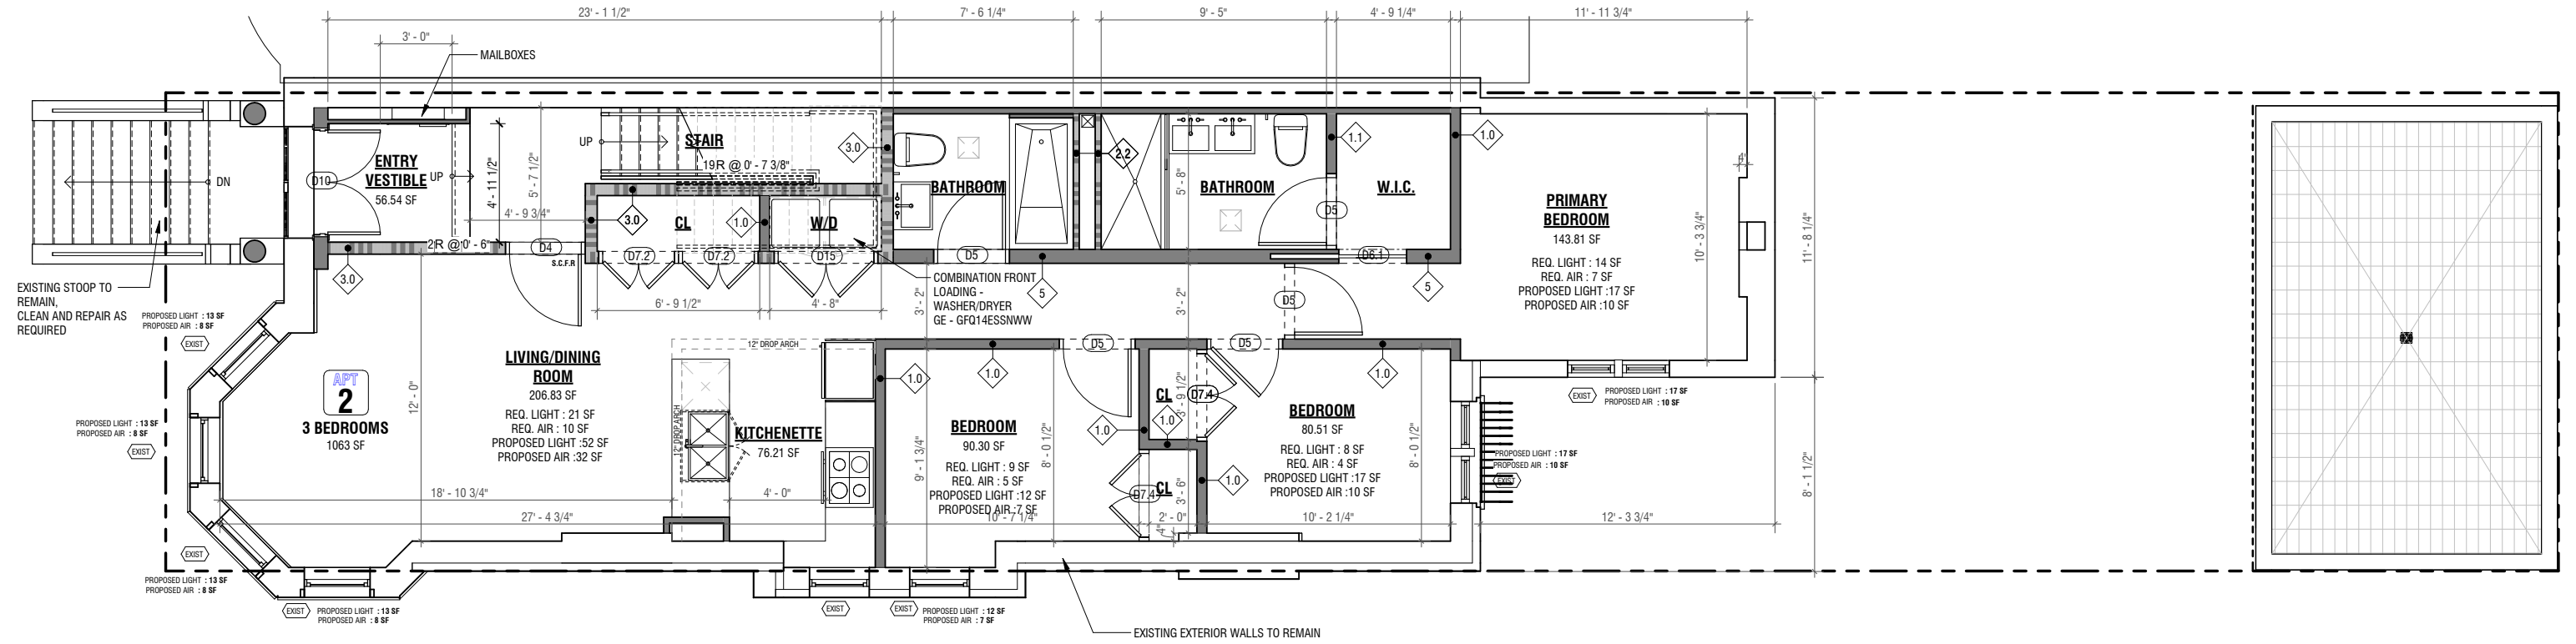 23' - 1 1/2"
7' - 6 1/4"
9' - 5"
4' - 9 1/4"
11' - 11 3/4"
3' - 0"
MAILBOXES
DN
D10
ENTRY
VESTIBLE
56.54 SF
UP
4' - 11 1/2"
5' - 7 1/2"
4' - 9 3/4"
2R @ 0' - 6"
D4
S.C.F.R
UP
STAIR
19R @ 0' - 7 3/8"
3.0
3.0
3.0
CL
1.0
W/D
D7.2
D7.2
D15
6' - 9 1/2"
4' - 8"
BATHROOM
D5
2.2
BATHROOM
5' - 8"
D5
1.1
W.I.C.
D6.1
1.0
5
5
PRIMARY
BEDROOM
143.81 SF
REQ. LIGHT : 14 SF
REQ. AIR : 7 SF
PROPOSED LIGHT :17 SF
PROPOSED AIR :10 SF
10' - 3 3/4"
11' - 8 1/4"
8' - 1 1/2"
12' - 3 3/4"
COMBINATION FRONT
LOADING -
WASHER/DRYER
GE - GFQ14ESSNWW
3' - 2"
3' - 2"
D5
EXISTING STOOP TO
REMAIN,
CLEAN AND REPAIR AS
REQUIRED
PROPOSED LIGHT : 13 SF
PROPOSED AIR : 8 SF
EXIST
PROPOSED LIGHT : 13 SF
PROPOSED AIR : 8 SF
EXIST
EXIST
PROPOSED LIGHT : 13 SF
PROPOSED AIR : 8 SF
EXIST
PROPOSED LIGHT : 13 SF
PROPOSED AIR : 8 SF
APT
2
3 BEDROOMS
1063 SF
12' - 0"
LIVING/DINING
ROOM
206.83 SF
REQ. LIGHT : 21 SF
REQ. AIR : 10 SF
PROPOSED LIGHT :52 SF
PROPOSED AIR :32 SF
18' - 10 3/4"
27' - 4 3/4"
12" DROP ARCH
12" DROP ARCH
KITCHENETTE
76.21 SF
4' - 0"
1.0
1.0
D5
BEDROOM
90.30 SF
REQ. LIGHT : 9 SF
REQ. AIR : 5 SF
PROPOSED LIGHT :12 SF
PROPOSED AIR :7 SF
9' - 1 3/4"
8' - 0 1/2"
10' - 7 1/4"
1.0
CL
1.0
3' - 9 1/2"
D7.4
D7.4
CL
3' - 6"
2' - 0"
4"
1.0
D5
1.0
BEDROOM
80.51 SF
REQ. LIGHT : 8 SF
REQ. AIR : 4 SF
PROPOSED LIGHT :17 SF
PROPOSED AIR :10 SF
8' - 0 1/2"
10' - 2 1/4"
PROPOSED LIGHT : 17 SF
PROPOSED AIR : 10 SF
EXIST
EXIST
PROPOSED LIGHT : 17 SF
PROPOSED AIR : 10 SF
EXIST
EXIST
PROPOSED LIGHT : 12 SF
PROPOSED AIR : 7 SF
EXISTING EXTERIOR WALLS TO REMAIN